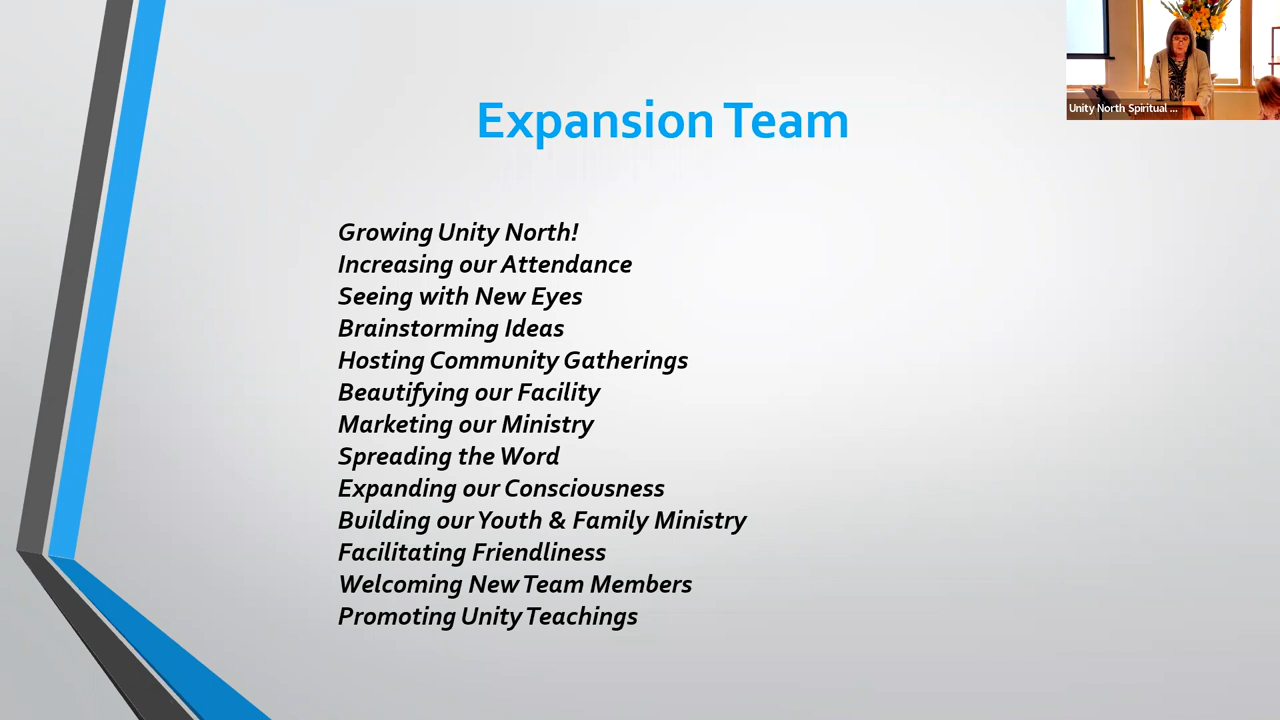 Expansion Team
Growing Unity North!
Increasing our Attendance
Seeing with New Eyes
Brainstorming Ideas
Hosting Community Gatherings
Beautifying our Facility
Marketing our Ministry
Spreading the Word
Expanding our Consciousness
Building our Youth & Family Ministry
Facilitating Friendliness
Welcoming New Team Members
Promoting Unity Teachings
Unity North Spiritual ...